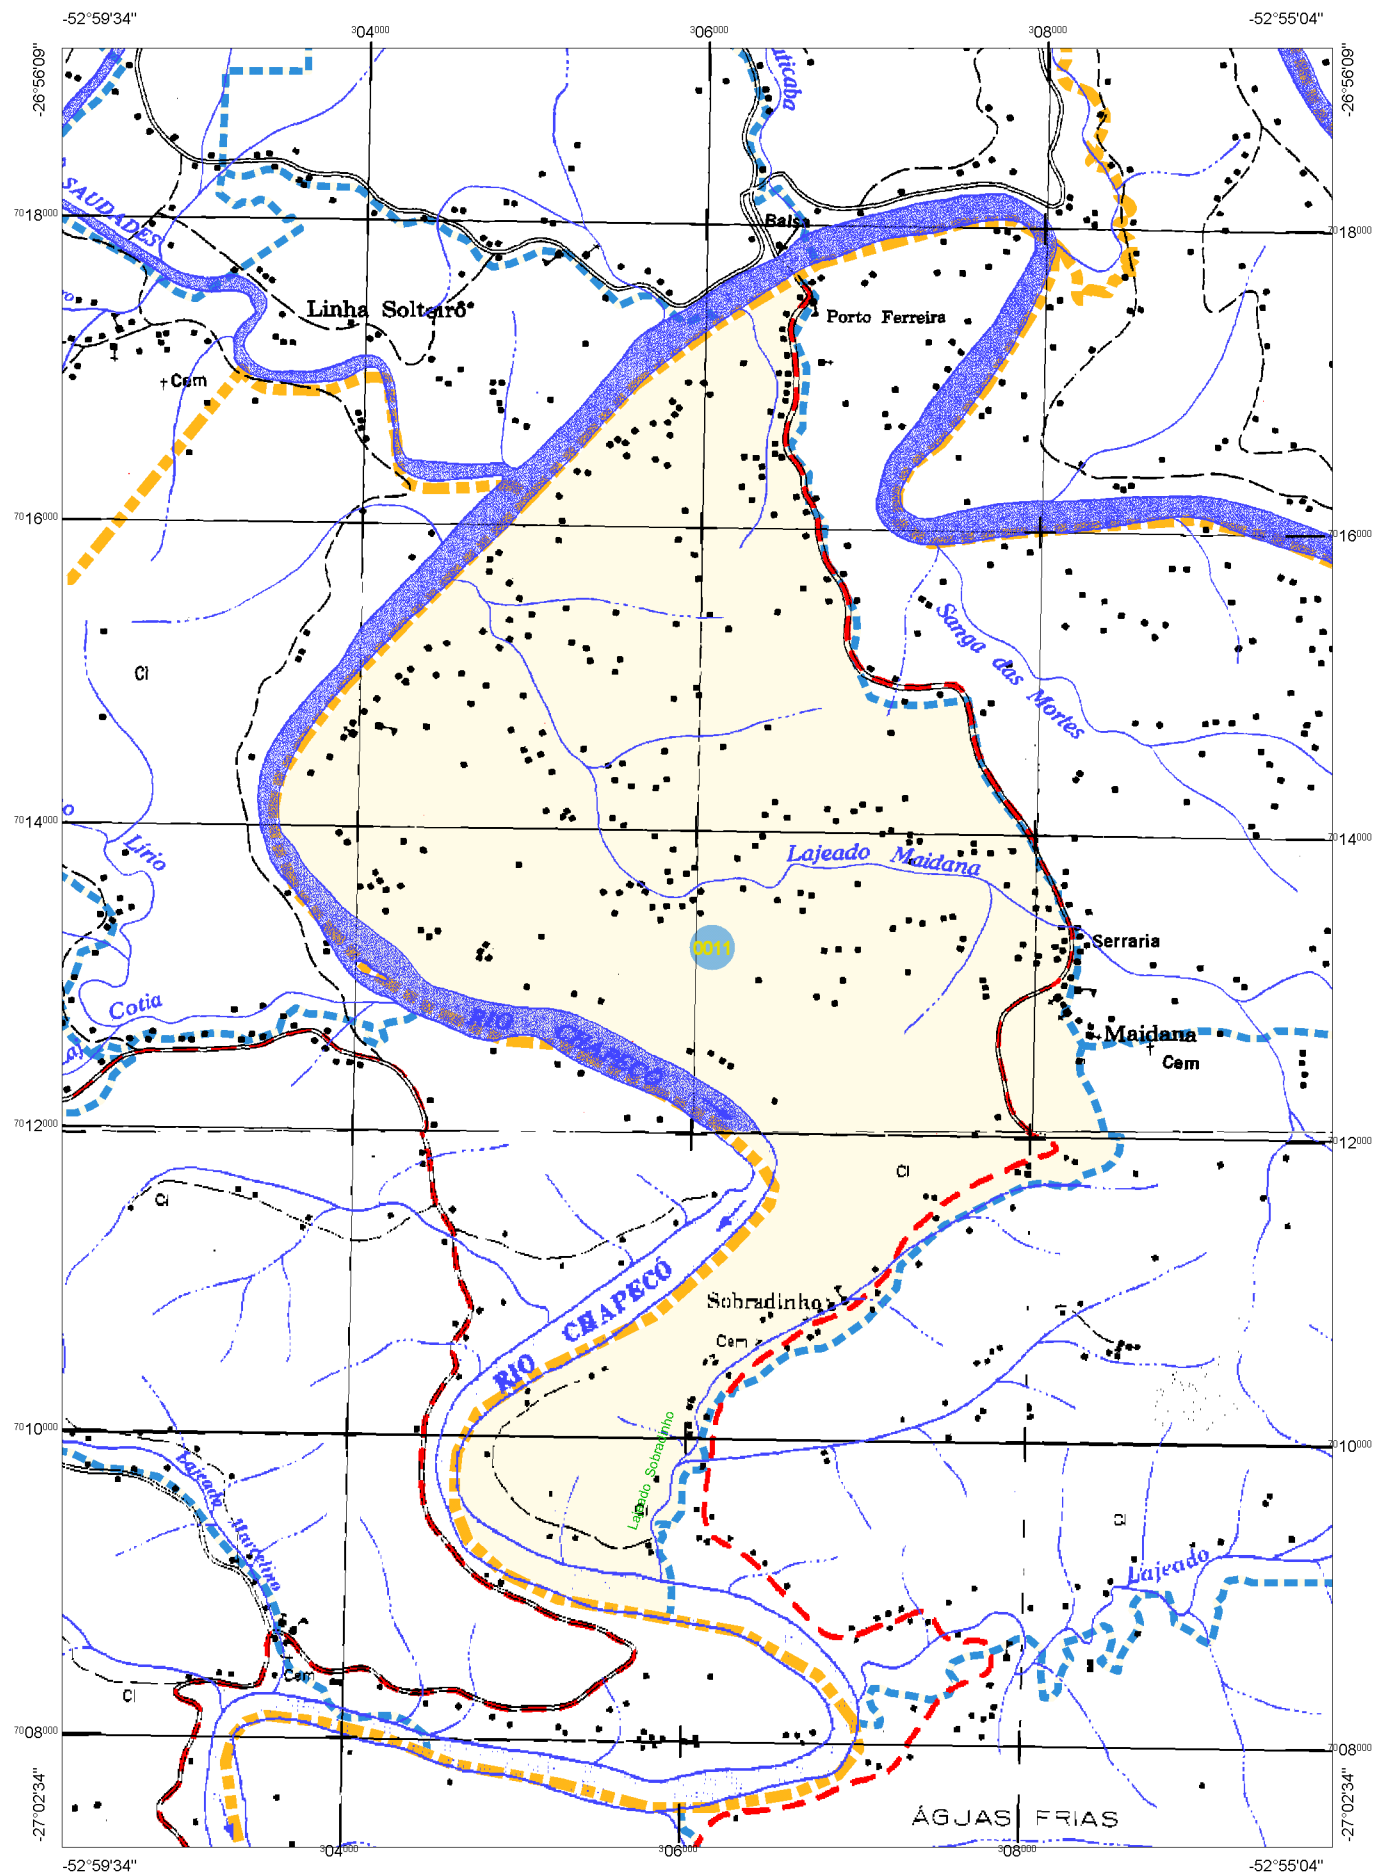 -52°59'34"
-52°55'04"
304000
306000
308000
-26°56'09"
-26°56'09"
SAUDADES
7018000
7018000
Balsa
Linha Solteiro
Porto Ferreira
Cem
7016000
7016000
Sanga das Mortes
CI
7014000
7014000
Lírio
Lajeado Maidana
0011
Serraria
Cotia
RIO CHAPECÓ
Maidana
Cem
7012000
7012000
CI
CI
RIO CHAPECÓ
Sobradinho
Cem
7010000
7010000
Lajeado Sobradinho
Lajeado Marcelino
CI
Lajeado
Cem
CI
7008000
7008000
ÁGUAS FRIAS
-27°02'34"
-27°02'34"
304000
306000
308000
-52°59'34"
-52°55'04"